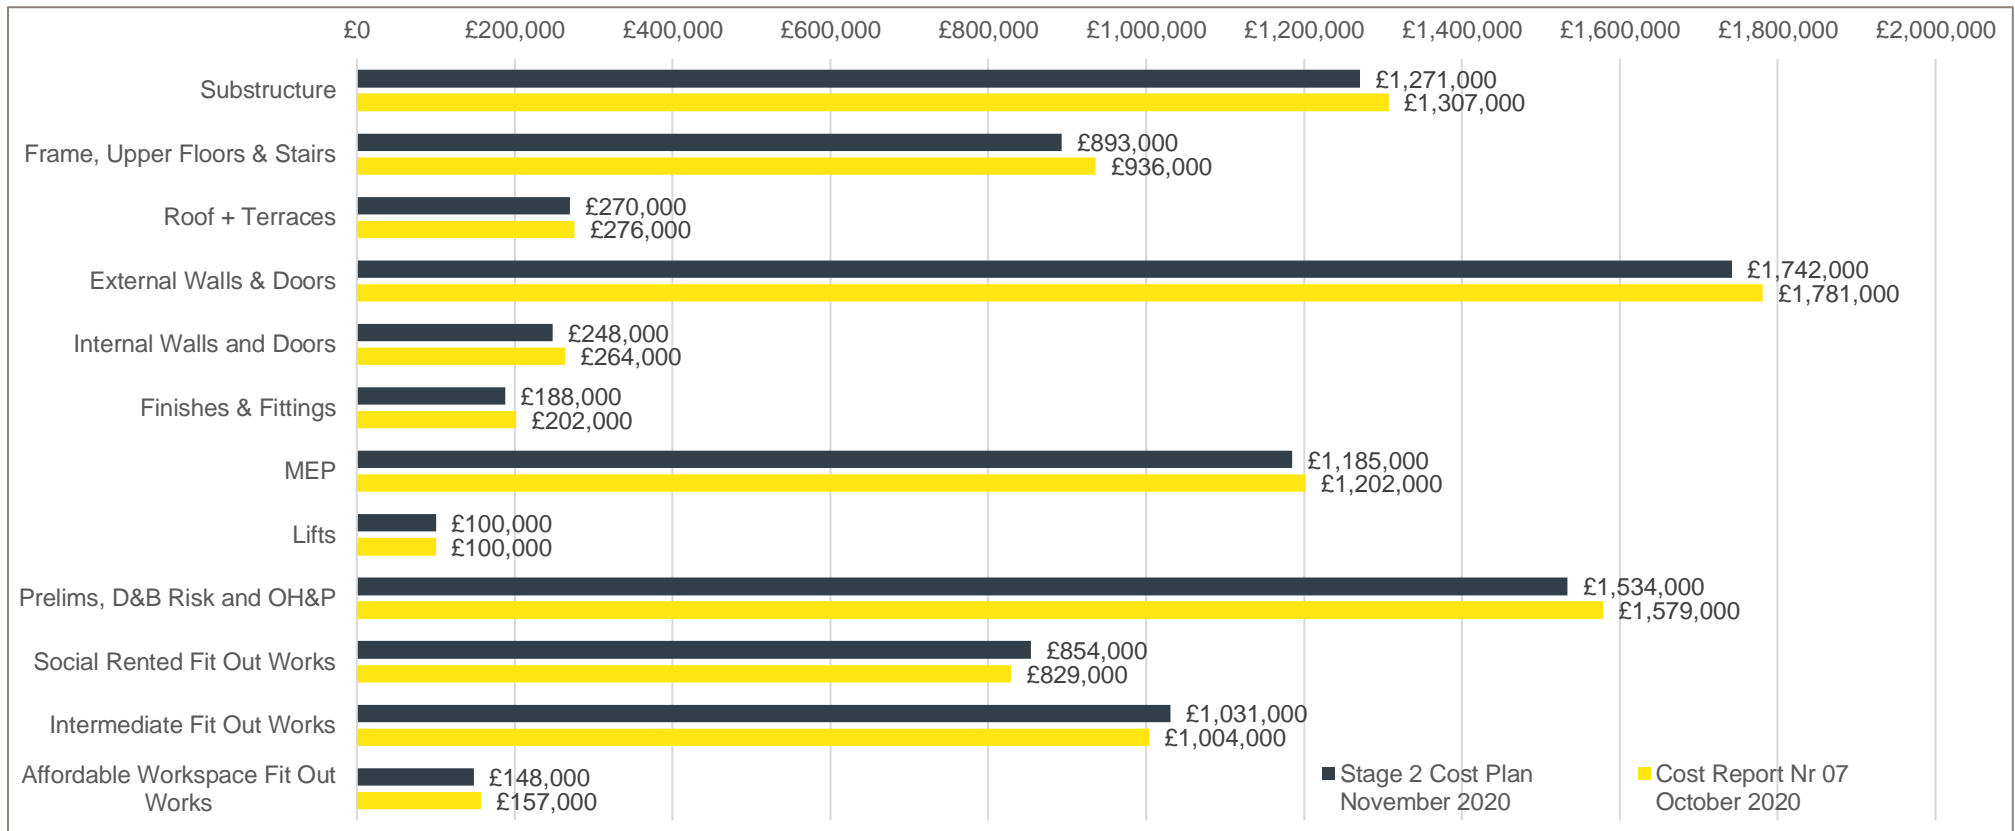 £0 £200,000 £400,000 £600,000 £800,000 £1,000,000 £1,200,000 £1,400,000 £1,600,000 £1,800,000 £2,000,000
Substructure
£1,271,000
£1,307,000
Frame, Upper Floors & Stairs
£893,000
£936,000
Roof + Terraces
£270,000
£276,000
External Walls & Doors
£1,742,000
£1,781,000
Internal Walls and Doors
£248,000
£264,000
Finishes & Fittings
£188,000
£202,000
MEP
£1,185,000
£1,202,000
Lifts
£100,000
£100,000
Prelims, D&B Risk and OH&P
£1,534,000
£1,579,000
Social Rented Fit Out Works
£854,000
£829,000
Intermediate Fit Out Works
£1,031,000
£1,004,000
Affordable Workspace Fit Out
Works
£148,000
£157,000
Stage 2 Cost Plan
November 2020
Cost Report Nr 07
October 2020